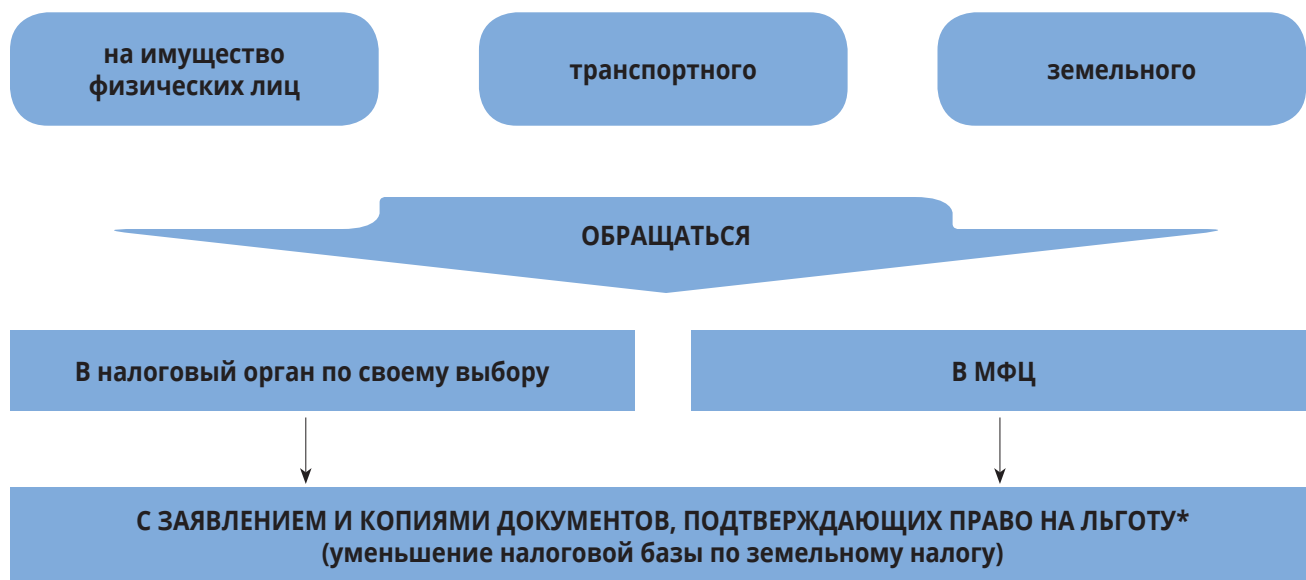 на имущество
физических лиц
транспортного
земельного
ОБРАЩАТЬСЯ
В налоговый орган по своему выбору
В МФЦ
С ЗАЯВЛЕНИЕМ И КОПИЯМИ ДОКУМЕНТОВ, ПОДТВЕРЖДАЮЩИХ ПРАВО НА ЛЬГОТУ*
(уменьшение налоговой базы по земельному налогу)